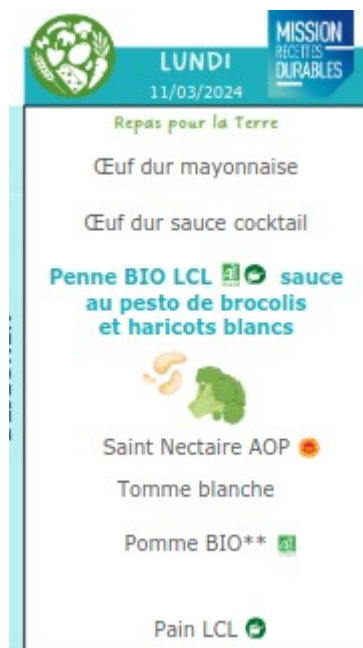 MISSION
RECETTES
DURABLES
LUNDI
11/03/2024
Repas pour la Terre
Œuf dur mayonnaise
Œuf dur sauce cocktail
Penne BIO LCL AB sauce
au pesto de brocolis
et haricots blancs
Saint Nectaire AOP
Tomme blanche
Pomme BIO** AB
Pain LCL